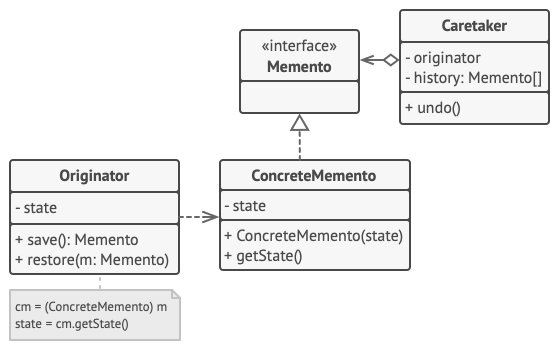 «interface»
Memento
Caretaker
- originator
- history: Memento[]
+ undo()
Originator
- state
+ save(): Memento
+ restore(m: Memento)
ConcreteMemento
- state
+ ConcreteMemento(state)
+ getState()
cm = (ConcreteMemento) m
state = cm.getState()